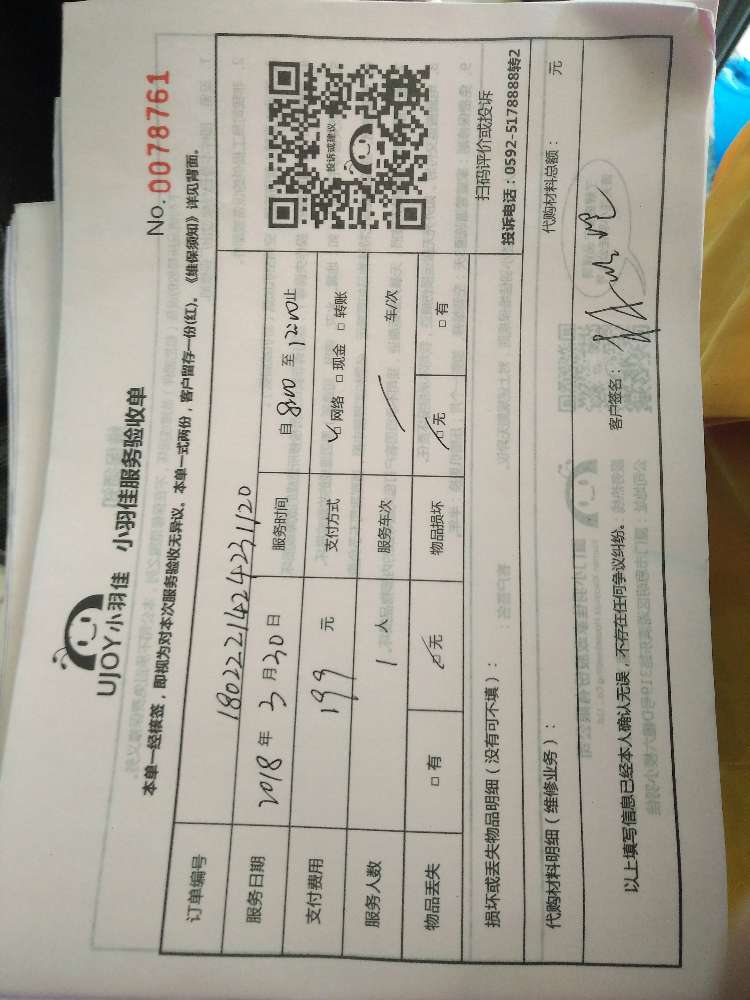 UJOY小羽佳 小羽佳服务验收单
No. 0078761
本单一经核签，即视为对本次服务验收无异议。本单一式两份，客户留存一份(红)。《维保须知》详见背面。
订单编号 1802221424231120
服务日期 2018 年 3 月 30 日 服务时间 自 8:00 至 12:00 止
支付费用 199 元 支付方式 ☑ 网络 □ 现金 □ 转账
服务人数 1 人 服务车次 / 车/次
物品丢失 □ 有 ☑ 无 物品损坏 ☑ 无 □ 有
投诉或建议
扫码评价或投诉
投诉电话：0592-5178888转2
损坏或丢失物品明细（没有可不填）：
代购材料明细（维修业务）： 代购材料总额： 元
以上填写信息已经本人确认无误，不存在任何争议纠纷。 客户签名：